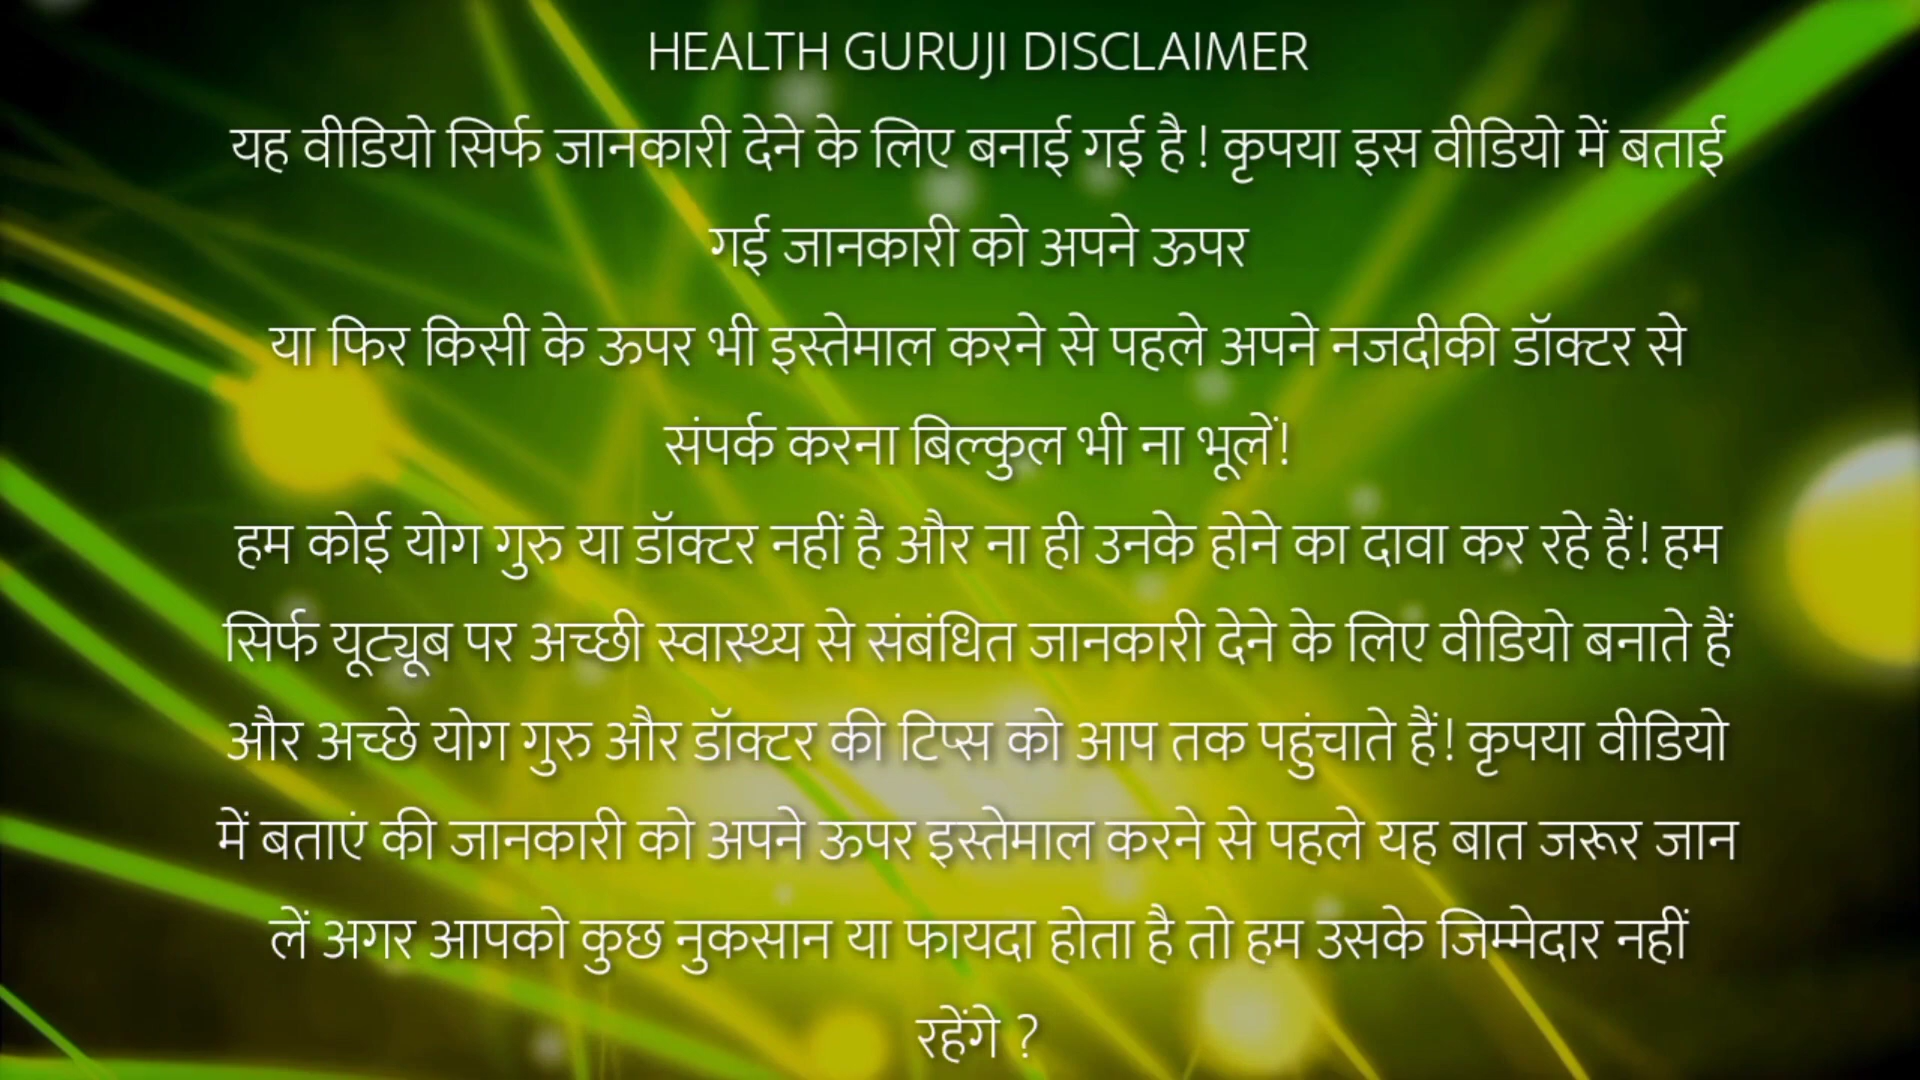 HEALTH GURUJI DISCLAIMER
यह वीडियो सिर्फ जानकारी देने के लिए बनाई गई है ! कृपया इस वीडियो में बताई
गई जानकारी को अपने ऊपर
या फिर किसी के ऊपर भी इस्तेमाल करने से पहले अपने नजदीकी डॉक्टर से
संपर्क करना बिल्कुल भी ना भूलें!
हम कोई योग गुरु या डॉक्टर नहीं है और ना ही उनके होने का दावा कर रहे हैं! हम
सिर्फ यूट्यूब पर अच्छी स्वास्थ्य से संबंधित जानकारी देने के लिए वीडियो बनाते हैं
और अच्छे योग गुरु और डॉक्टर की टिप्स को आप तक पहुंचाते हैं! कृपया वीडियो
में बताएं की जानकारी को अपने ऊपर इस्तेमाल करने से पहले यह बात जरूर जान
लें अगर आपको कुछ नुकसान या फायदा होता है तो हम उसके जिम्मेदार नहीं
रहेंगे ?